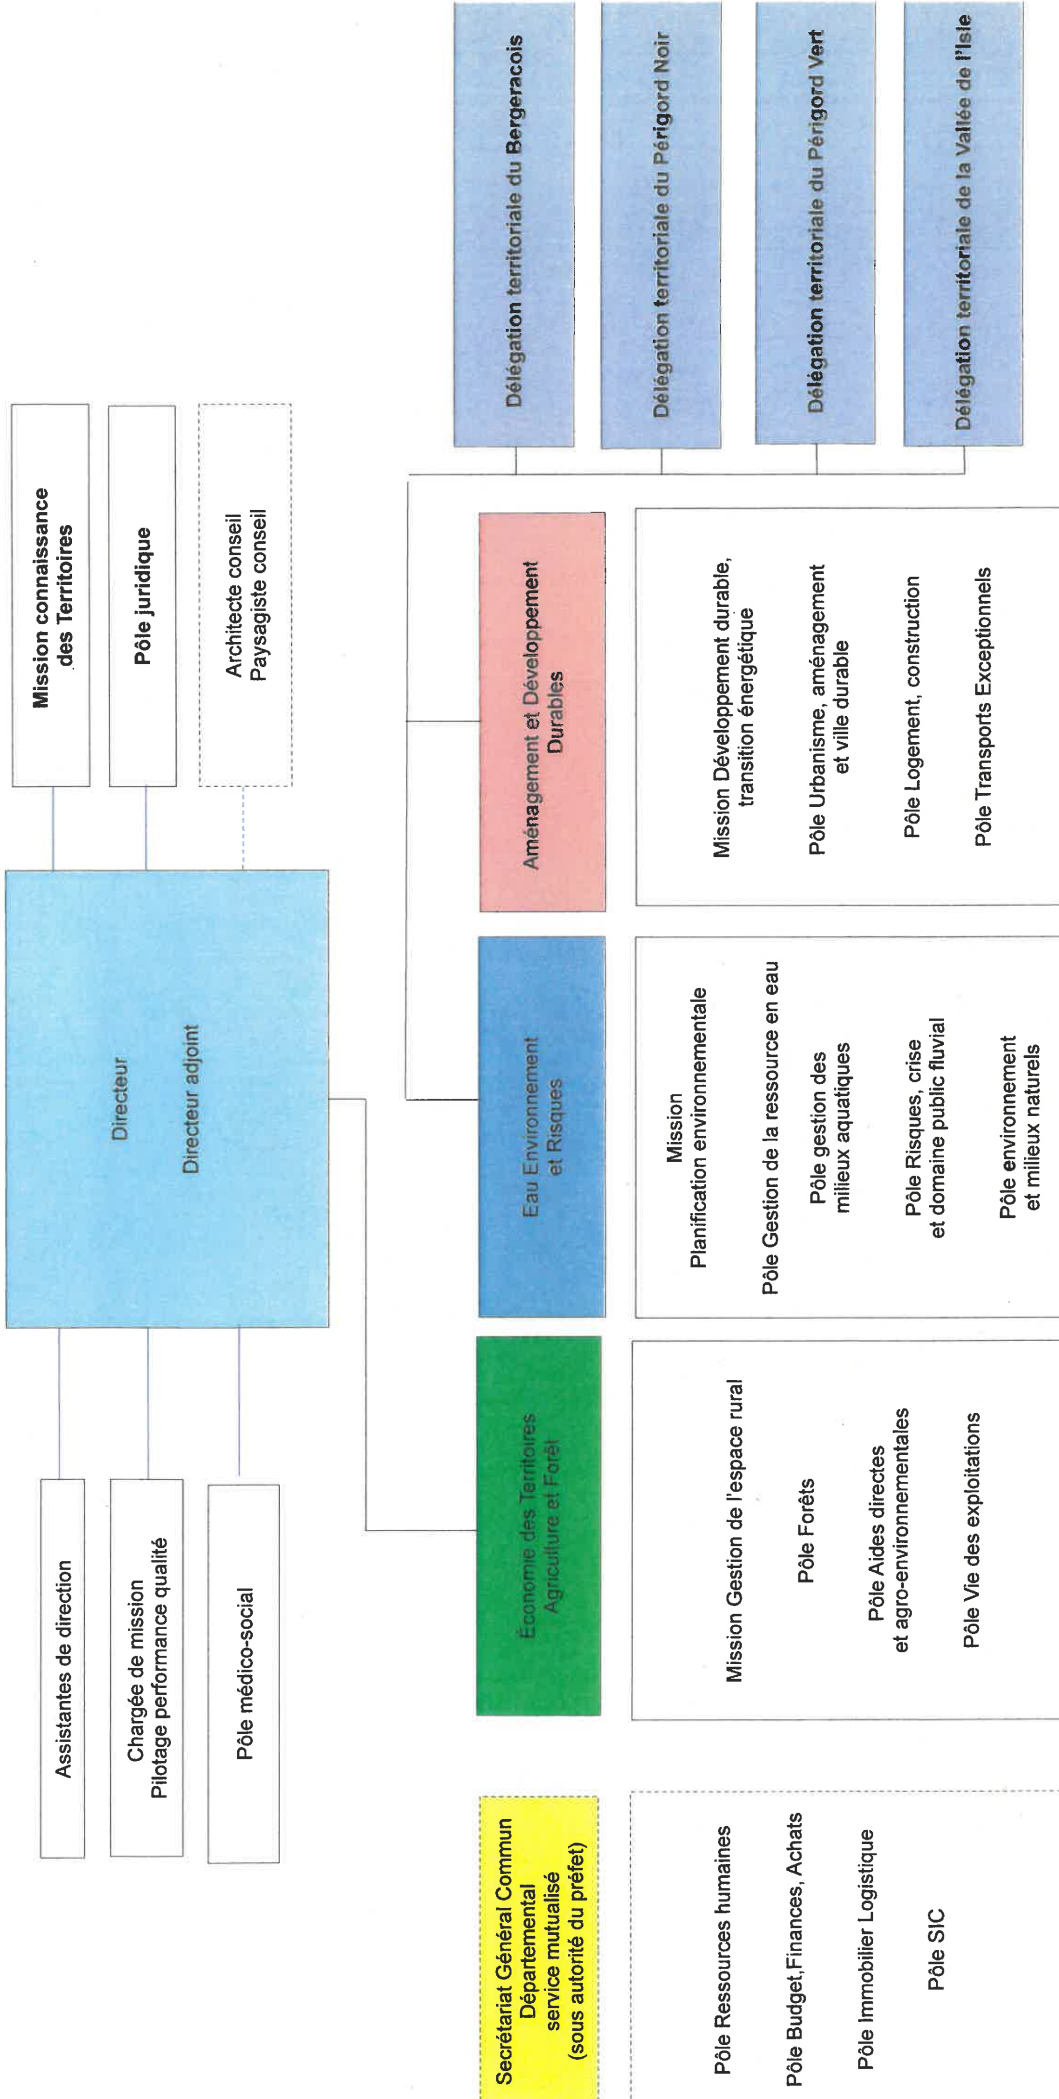 Assistantes de direction
Chargée de mission
Pilotage performance qualité
Pôle médico-social
Directeur
Directeur adjoint
Mission connaissance
des Territoires
Pôle juridique
Architecte conseil
Paysagiste conseil
Secrétariat Général Commun
Départemental
service mutualisé
(sous autorité du préfet)
Pôle Ressources humaines
Pôle Budget,Finances, Achats
Pôle Immobilier Logistique
Pôle SIC
Économie des Territoires
Agriculture et Forêt
Mission Gestion de l'espace rural
Pôle Forêts
Pôle Aides directes
et agro-environnementales
Pôle Vie des exploitations
Eau Environnement
et Risques
Mission
Planification environnementale
Pôle Gestion de la ressource en eau
Pôle gestion des
milieux aquatiques
Pôle Risques, crise
et domaine public fluvial
Pôle environnement
et milieux naturels
Aménagement et Développement
Durables
Mission Développement durable,
transition énergétique
Pôle Urbanisme, aménagement
et ville durable
Pôle Logement, construction
Pôle Transports Exceptionnels
Délégation territoriale du Bergeracois
Délégation territoriale du Périgord Noir
Délégation territoriale du Périgord Vert
Délégation territoriale de la Vallée de l'Isle